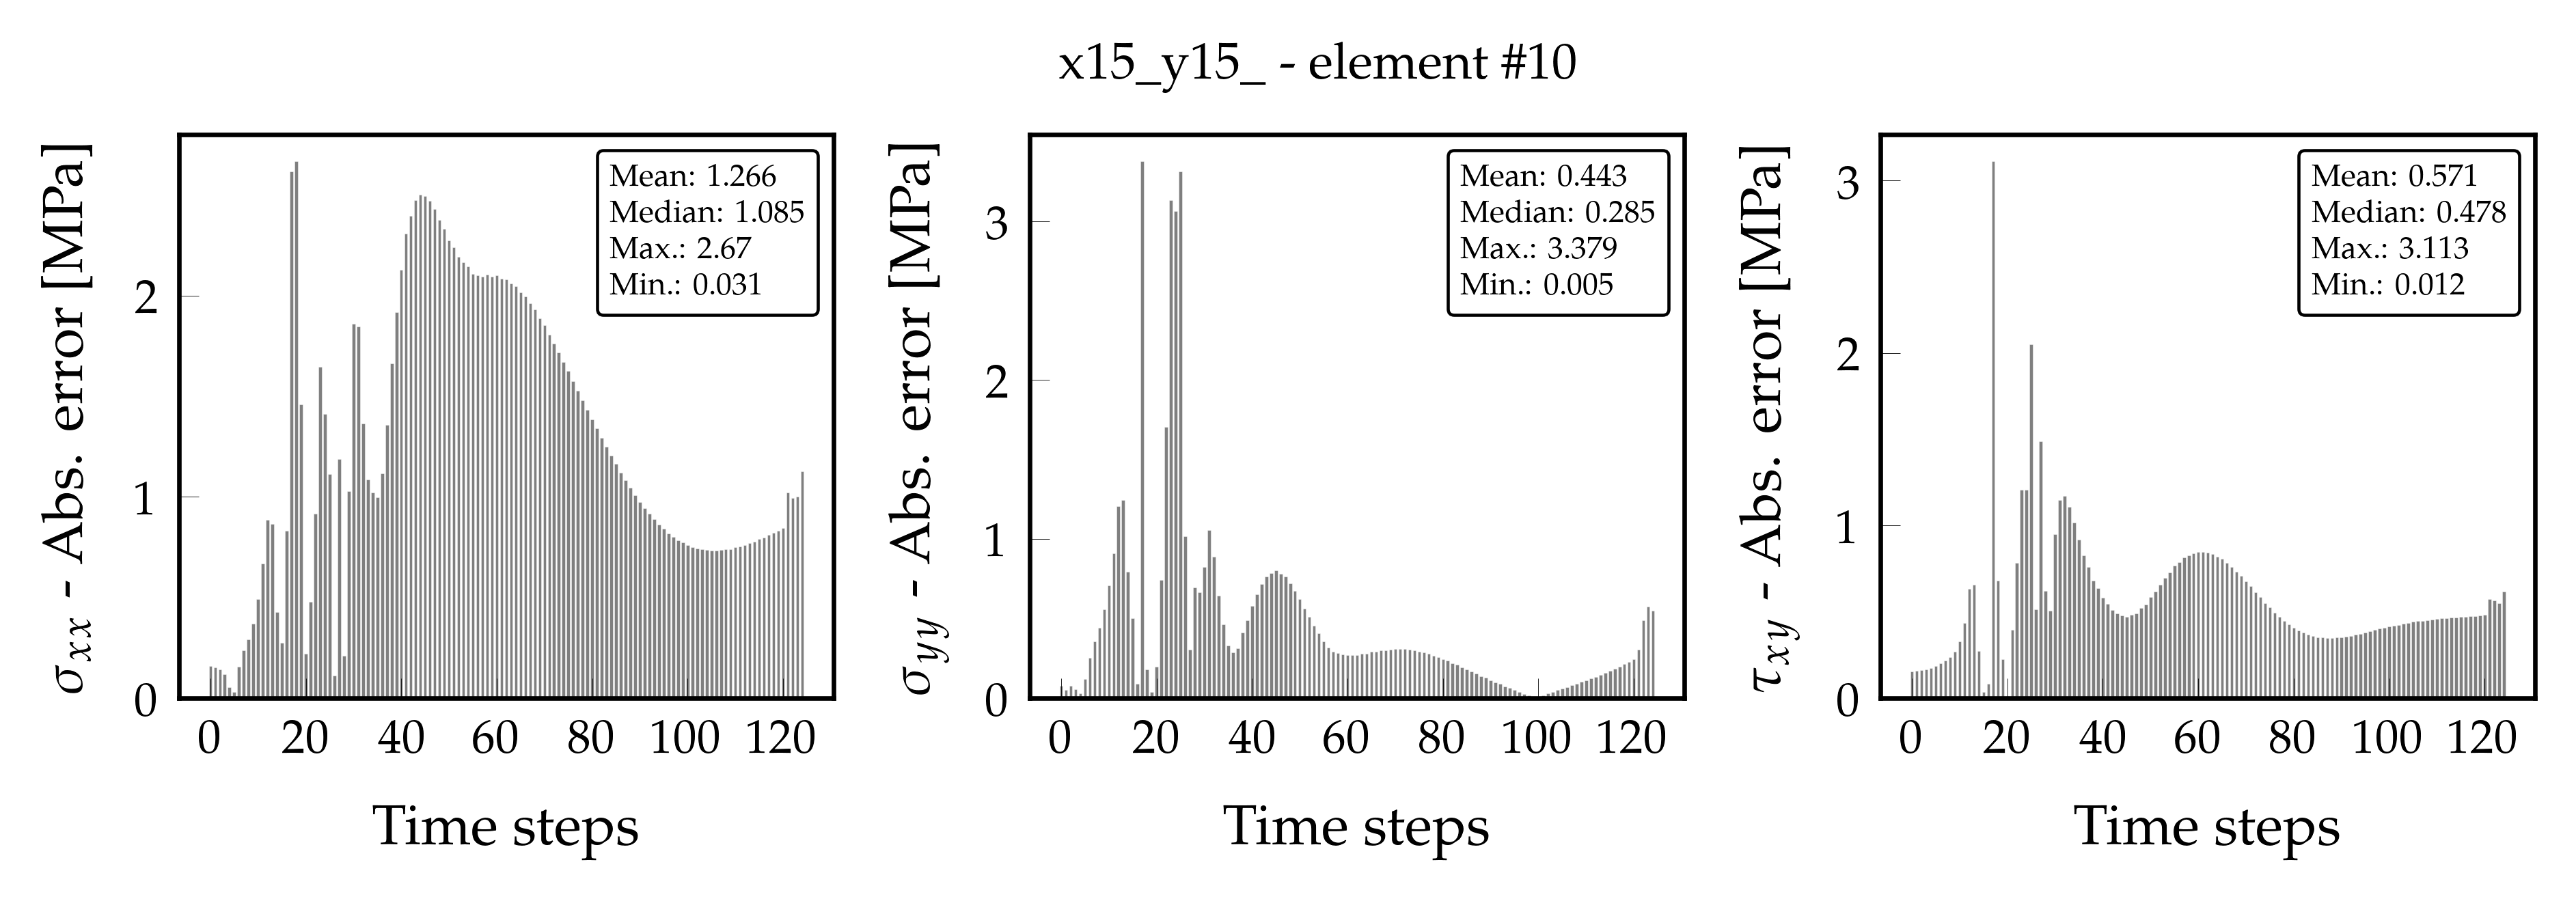 x15_y15_ - element #10
σxx - Abs. error [MPa]
2
1
0
Mean: 1.266
Median: 1.085
Max.: 2.67
Min.: 0.031
0 20 40 60 80 100 120
Time steps
σyy - Abs. error [MPa]
3
2
1
0
Mean: 0.443
Median: 0.285
Max.: 3.379
Min.: 0.005
0 20 40 60 80 100 120
Time steps
τxy - Abs. error [MPa]
3
2
1
0
Mean: 0.571
Median: 0.478
Max.: 3.113
Min.: 0.012
0 20 40 60 80 100 120
Time steps